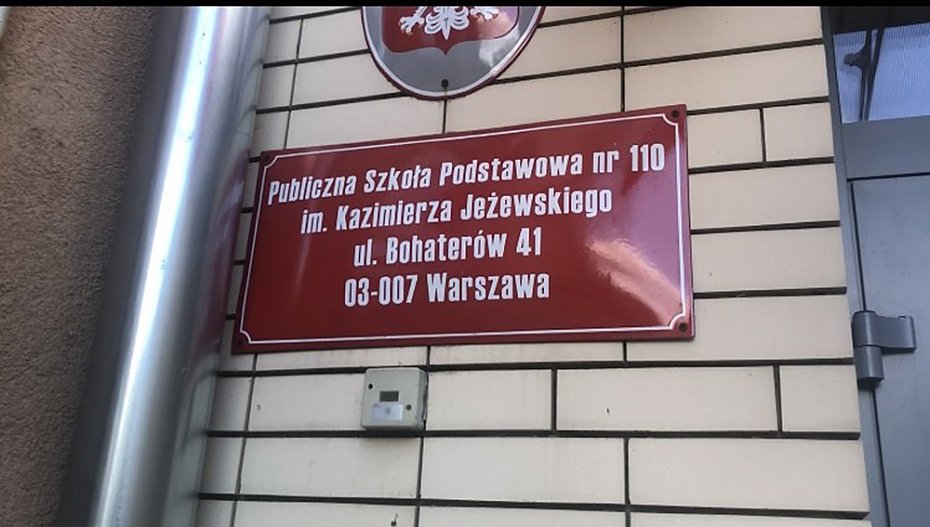 Publiczna Szkoła Podstawowa nr 110
im. Kazimierza Jeżewskiego
ul. Bohaterów 41
03-007 Warszawa